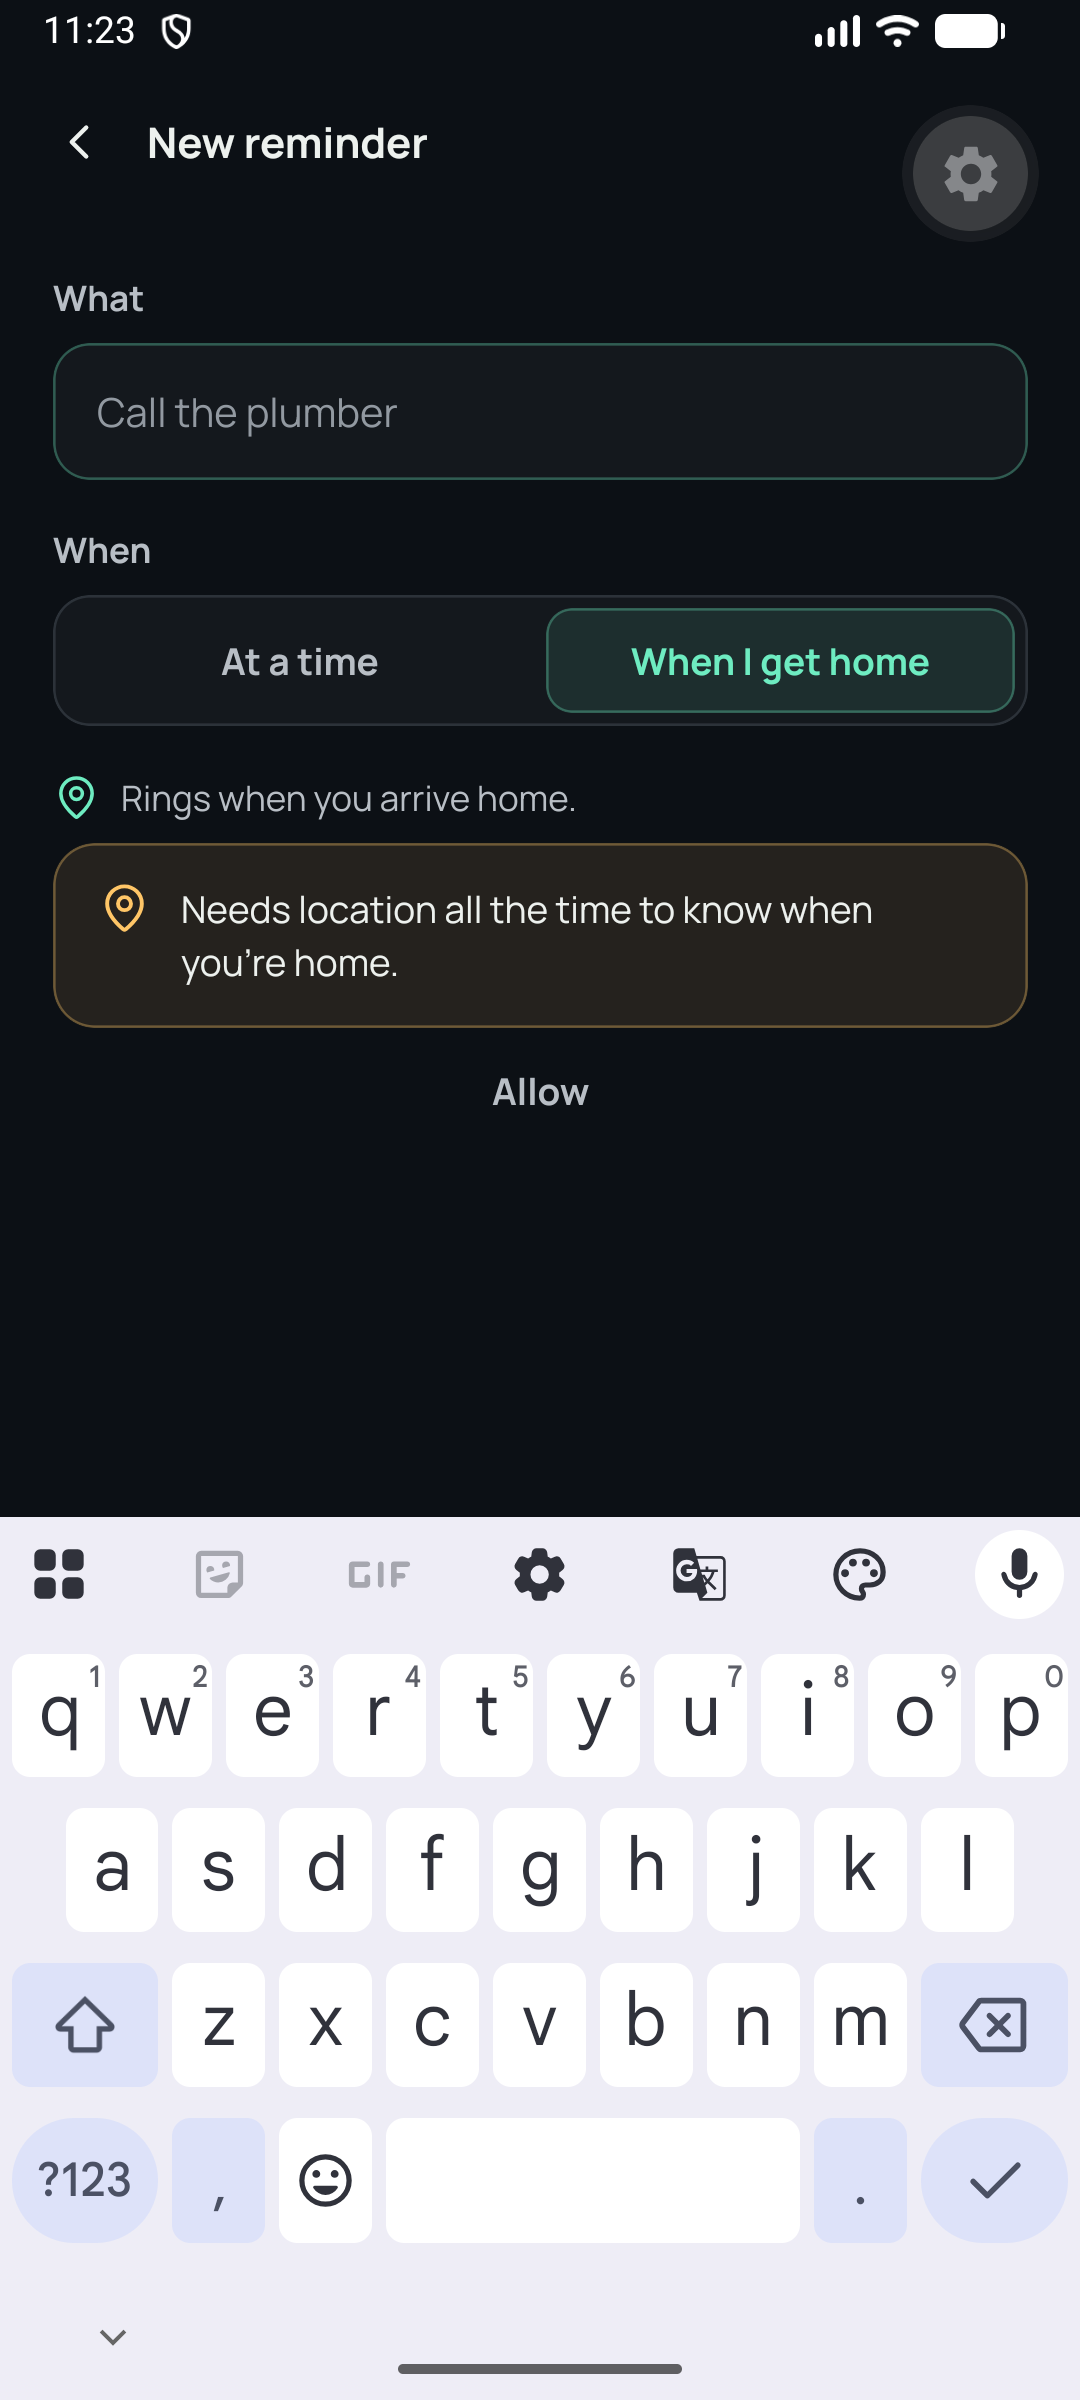 11:23
New reminder
What
Call the plumber
When
At a time
When I get home
Rings when you arrive home.
Needs location all the time to know when
you're home.
Allow
GIF
G 文
q 1 w 2 e 3 r 4 t 5 y 6 u 7 i 8 o 9 p 0
a s d f g h j k l
z x c v b n m
?123 , .